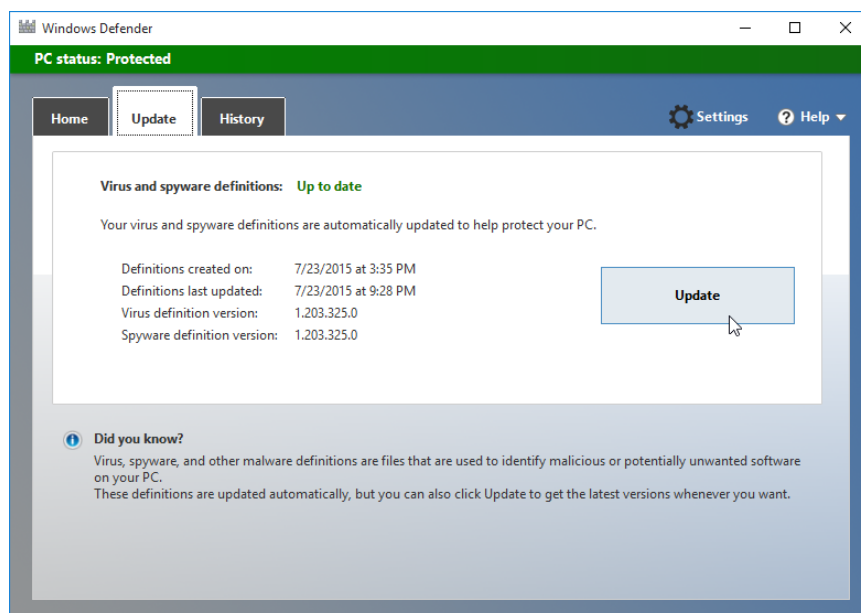 Windows Defender
PC status: Protected
Home Update History Settings Help
Virus and spyware definitions: Up to date
Your virus and spyware definitions are automatically updated to help protect your PC.
Definitions created on: 7/23/2015 at 3:35 PM
Definitions last updated: 7/23/2015 at 9:28 PM
Virus definition version: 1.203.325.0
Spyware definition version: 1.203.325.0
Update
Did you know?
Virus, spyware, and other malware definitions are files that are used to identify malicious or potentially unwanted software
on your PC.
These definitions are updated automatically, but you can also click Update to get the latest versions whenever you want.